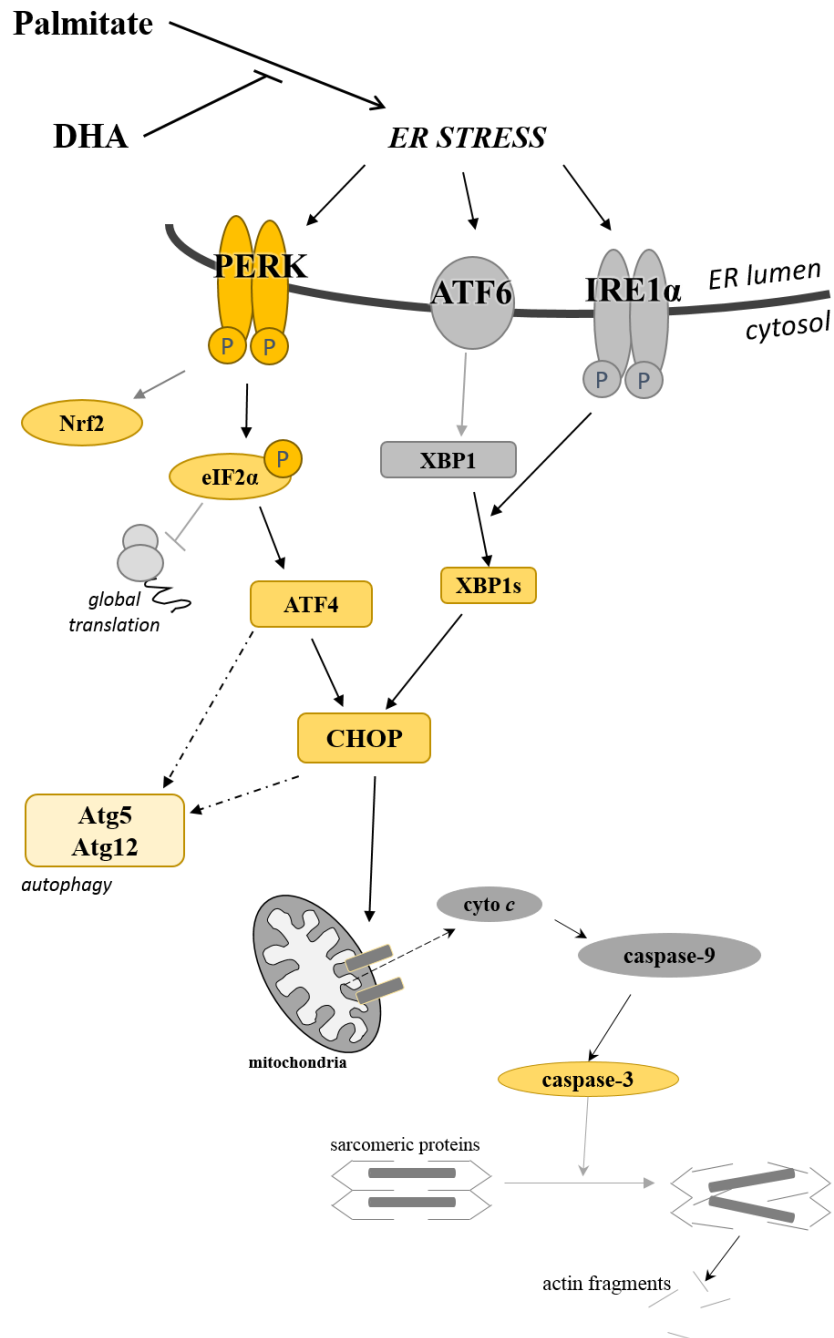 Palmitate
DHA
ER STRESS
PERK
ATF6
IRE1α
ER lumen
cytosol
P
P
P
P
Nrf2
eIF2α
P
XBP1
global
translation
ATF4
XBP1s
CHOP
Atg5
Atg12
autophagy
cyto c
caspase-9
mitochondria
caspase-3
sarcomeric proteins
actin fragments